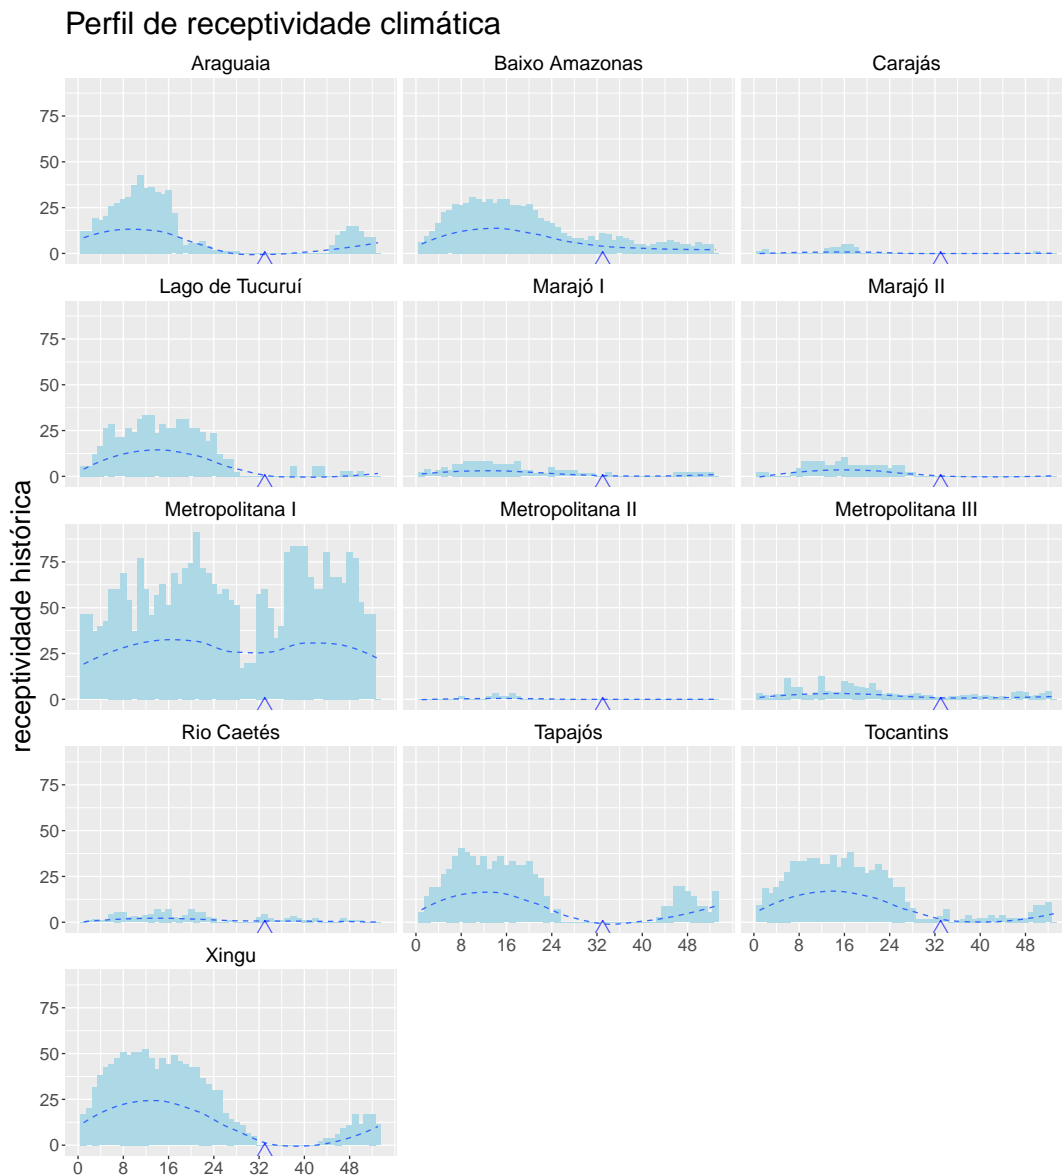 Perfil de receptividade climática
Araguaia
Baixo Amazonas
Carajás
75
50
25
0
Lago de Tucuruí
Marajó I
Marajó II
75
50
25
0
receptividade histórica
Metropolitana I
Metropolitana II
Metropolitana III
75
50
25
0
Rio Caetés
Tapajós
Tocantins
75
50
25
0
0 8 16 24 32 40 48
0 8 16 24 32 40 48
Xingu
75
50
25
0
0 8 16 24 32 40 48